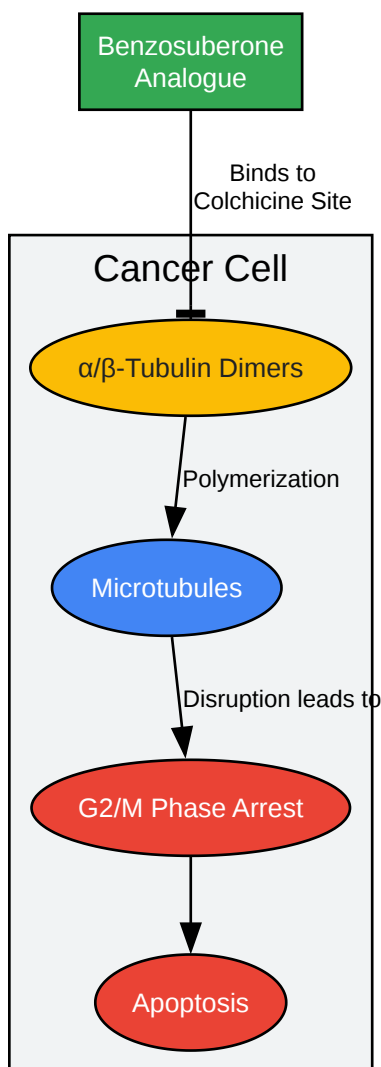 Benzosuberone
Analogue
Binds to
Colchicine Site
Cancer Cell
α/β-Tubulin Dimers
Polymerization
Microtubules
Disruption leads to
G2/M Phase Arrest
Apoptosis